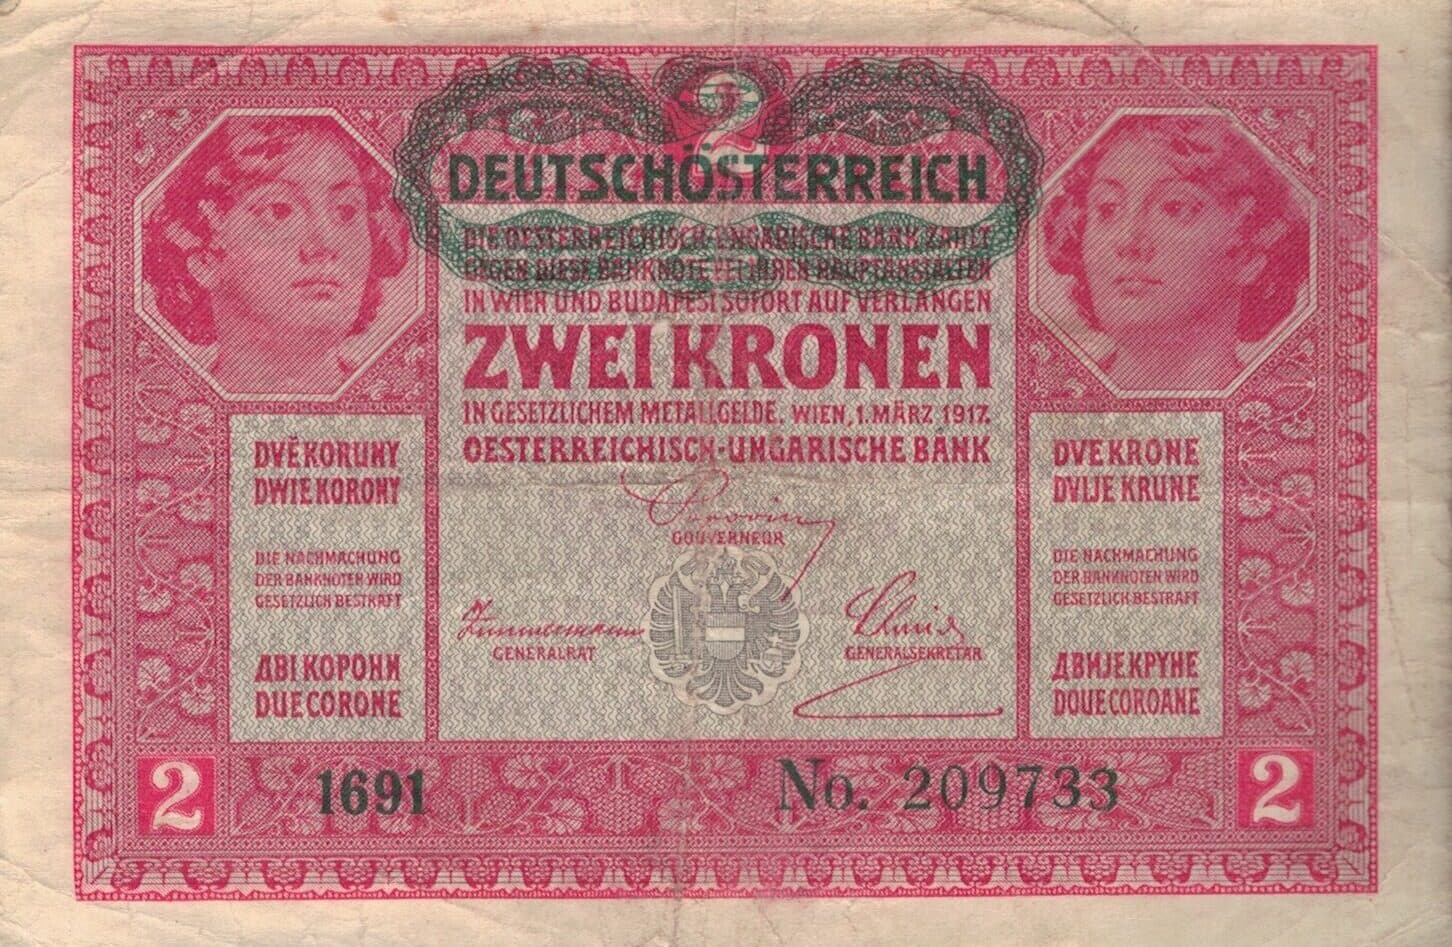 2
DEUTSCHÖSTERREICH
DIE OESTERREICHISCH-UNGARISCHE BANK ZAHLT
GEGEN DIESE BANKNOTE BEI IHREN HAUPTANSTALTEN
IN WIEN UND BUDAPEST SOFORT AUF VERLANGEN
ZWEI KRONEN
IN GESETZLICHEM METALLGELDE. WIEN, 1. MÄRZ 1917.
OESTERREICHISCH-UNGARISCHE BANK
GOUVERNEUR
Zimmermann
GENERALRAT
Schmid
GENERALSEKRETÄR
DVĚ KORUNY
DWIE KORONY
DIE NACHMACHUNG
DER BANKNOTEN WIRD
GESETZLICH BESTRAFT
ДВІ КОРОНИ
DUE CORONE
DVE KRONE
DVIJE KRUNE
DIE NACHMACHUNG
DER BANKNOTEN WIRD
GESETZLICH BESTRAFT
ДВИЈЕ КРУНЕ
DOUE COROANE
2
1691
No. 209733
2